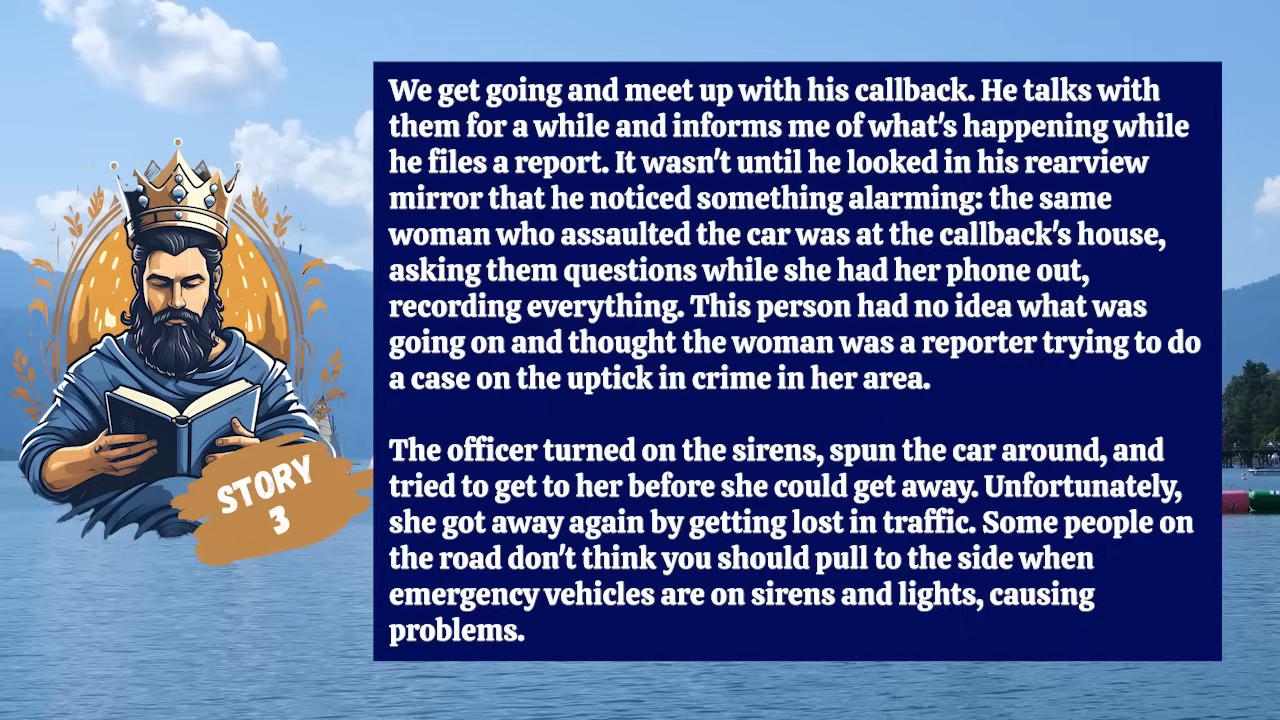 We get going and meet up with his callback. He talks with
them for a while and informs me of what's happening while
he files a report. It wasn't until he looked in his rearview
mirror that he noticed something alarming: the same
woman who assaulted the car was at the callback's house,
asking them questions while she had her phone out,
recording everything. This person had no idea what was
going on and thought the woman was a reporter trying to do
a case on the uptick in crime in her area.
The officer turned on the sirens, spun the car around, and
tried to get to her before she could get away. Unfortunately,
she got away again by getting lost in traffic. Some people on
the road don't think you should pull to the side when
emergency vehicles are on sirens and lights, causing
problems.
STORY
3